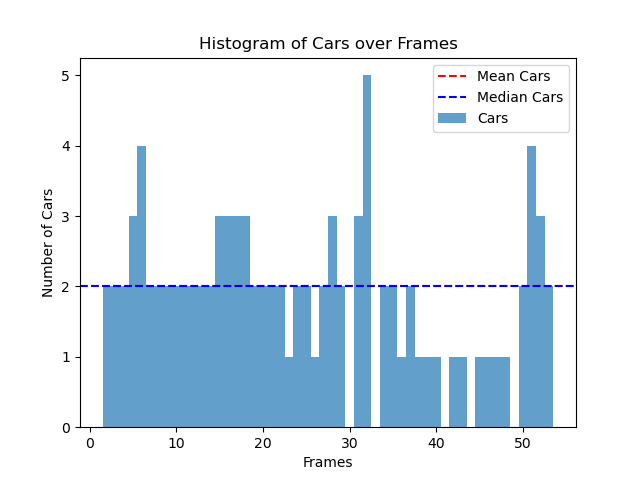 Histogram of Cars over Frames
Mean Cars
Median Cars
Cars
Number of Cars
5
4
3
2
1
0
0 10 20 30 40 50
Frames